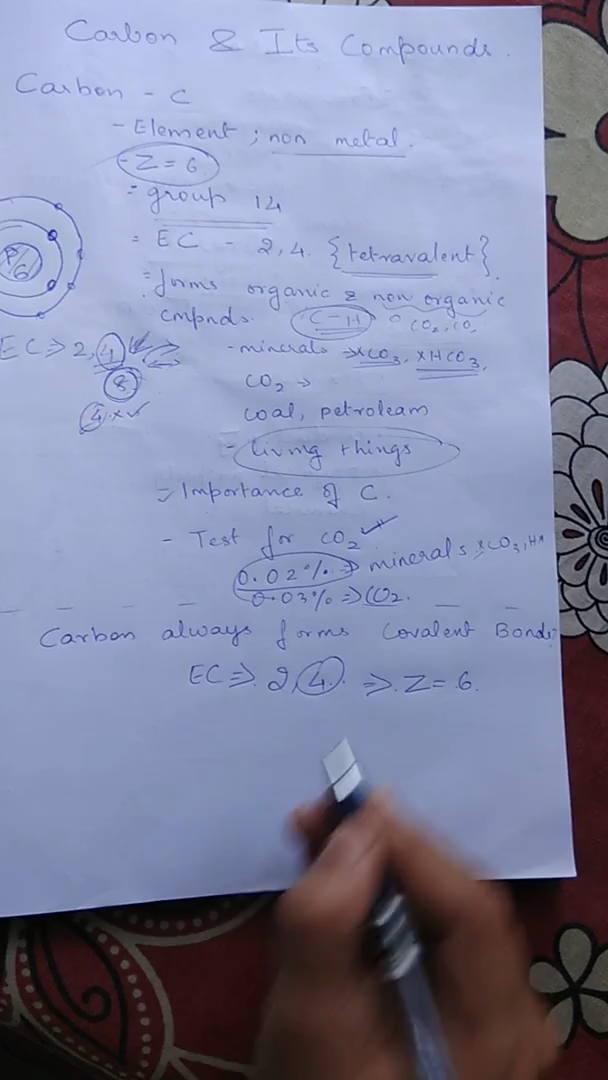 Carbon & Its Compounds.
Carbon - C
- Element ; non metal.
- Z = 6
= group 14
= EC - 2, 4. {tetravalent}.
= forms organic & non organic
cmpnds. C-H CO2, CO,
EC ⇒ 2, 4
8
4
- minerals → xCO3, xHCO3,
CO2 →
coal, petroleum
- living things
= Importance of C.
- Test for CO2 ✓
0.02% ⇒ minerals xCO3, H
0.03% ⇒ CO2.
Carbon always forms Covalent Bonds:
EC ⇒ 2, 4. ⇒ Z = 6.